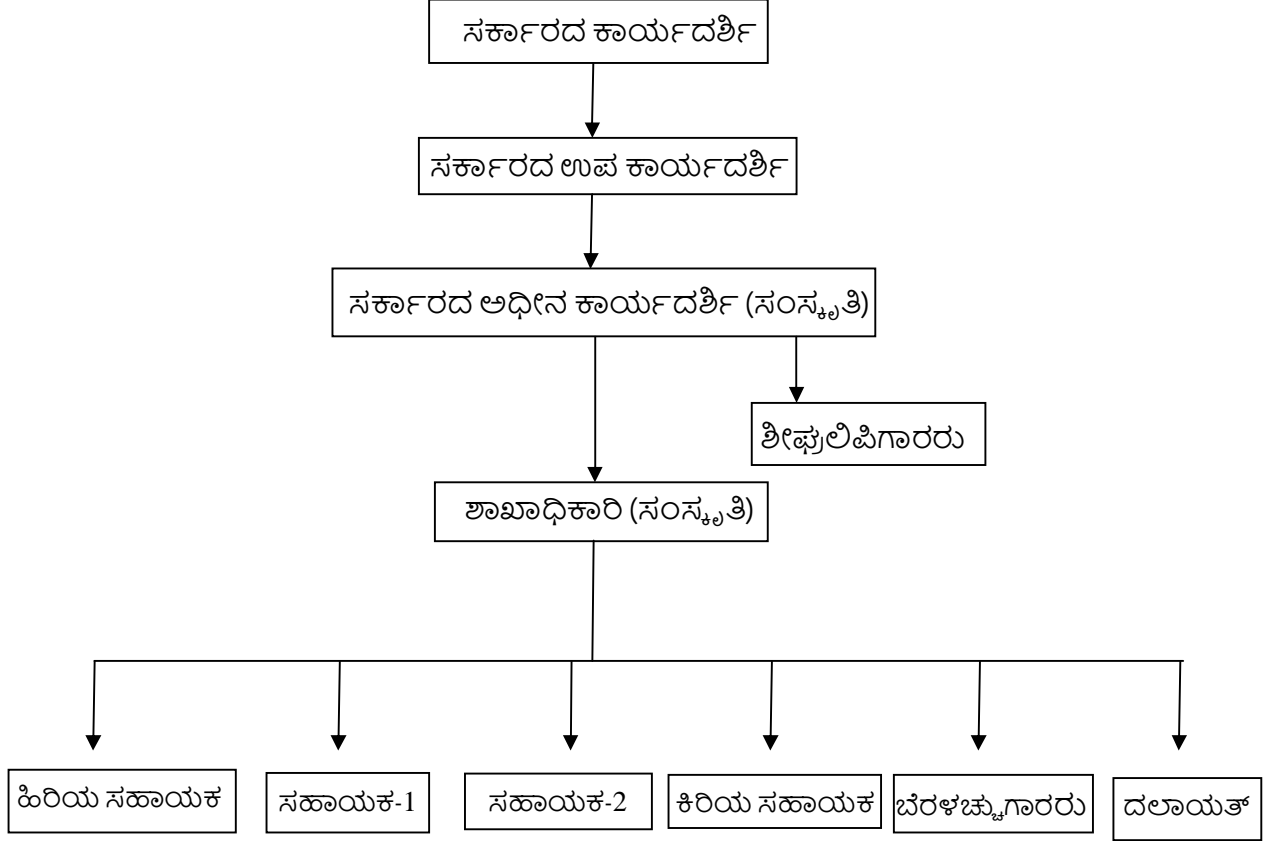 ಸರ್ಕಾರದ ಕಾರ್ಯದರ್ಶಿ
ಸರ್ಕಾರದ ಉಪ ಕಾರ್ಯದರ್ಶಿ
ಸರ್ಕಾರದ ಅಧೀನ ಕಾರ್ಯದರ್ಶಿ (ಸಂಸ್ಕೃತಿ)
ಶೀಘ್ರಲಿಪಿಗಾರರು
ಶಾಖಾಧಿಕಾರಿ (ಸಂಸ್ಕೃತಿ)
ಹಿರಿಯ ಸಹಾಯಕ
ಸಹಾಯಕ-1
ಸಹಾಯಕ-2
ಕಿರಿಯ ಸಹಾಯಕ
ಬೆರಳಚ್ಚುಗಾರರು
ದಲಾಯತ್